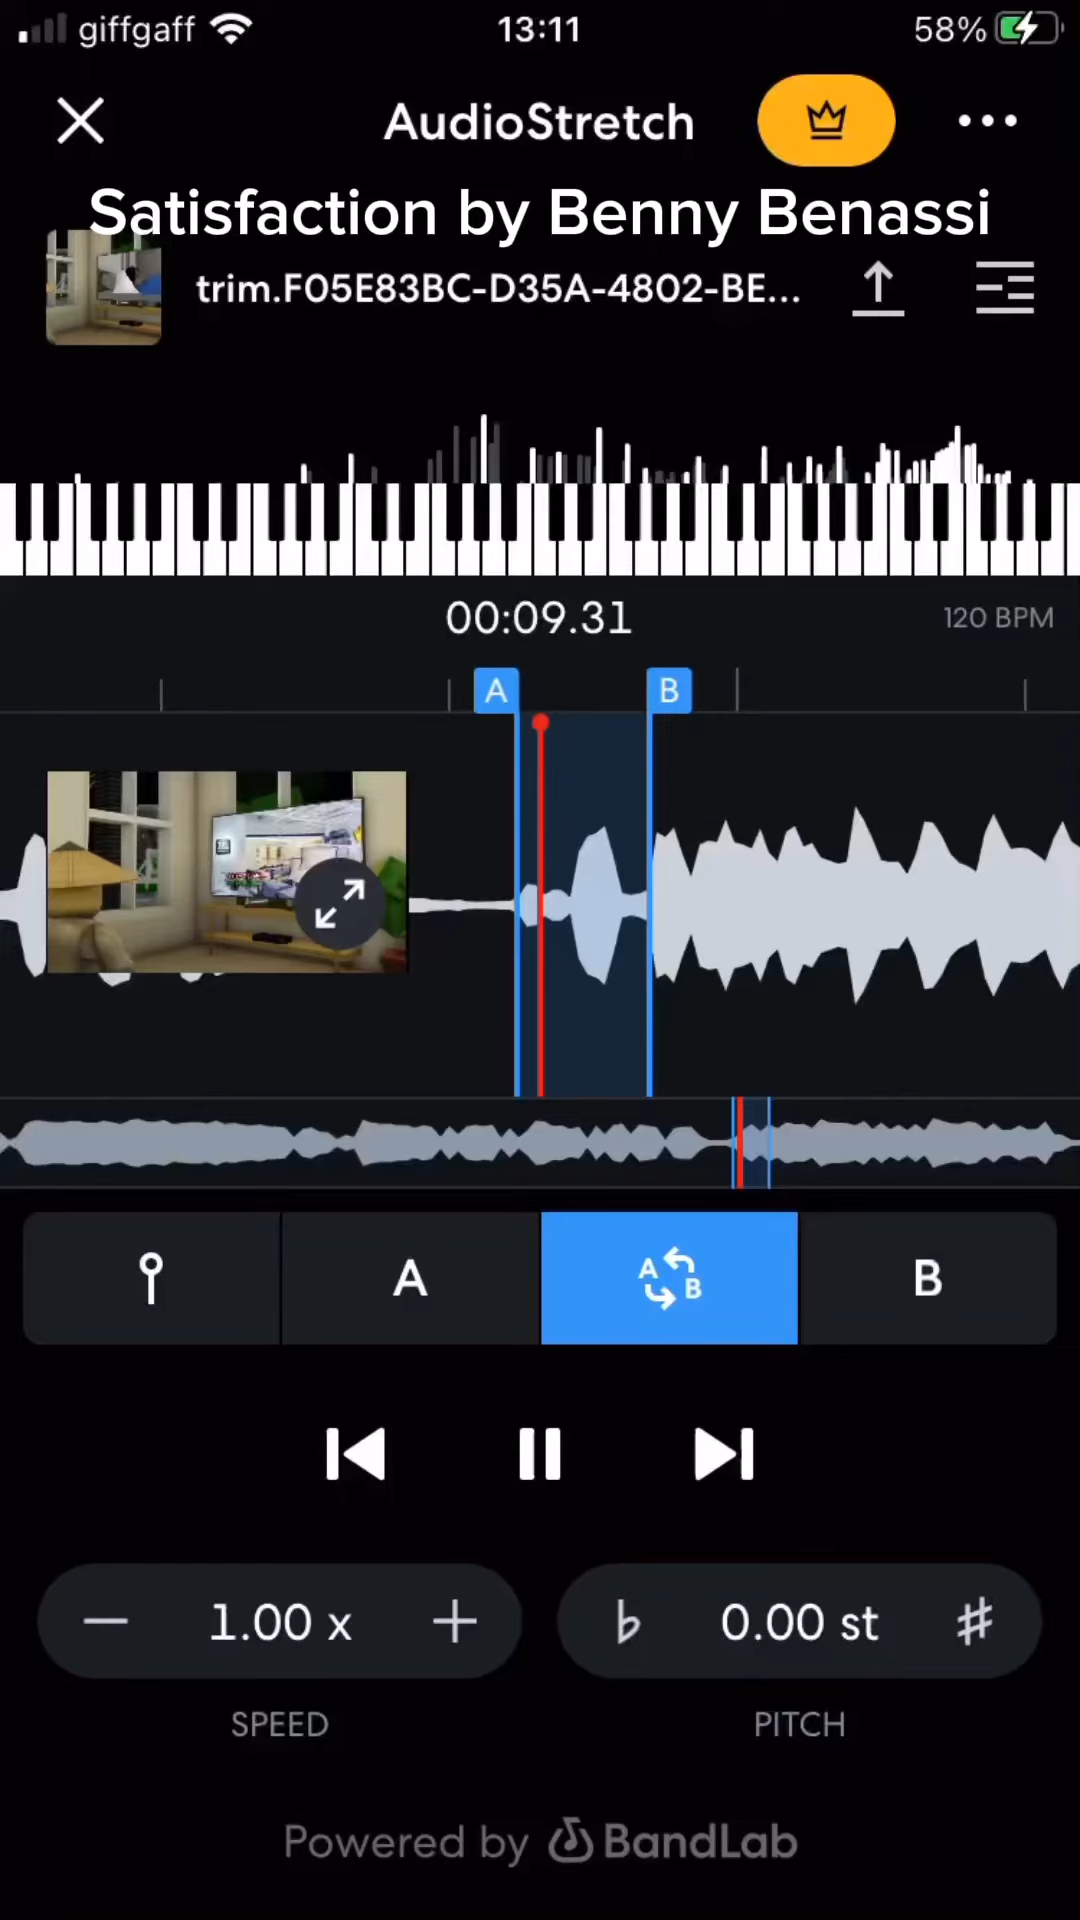 giffgaff 13:11 58%
AudioStretch
Satisfaction by Benny Benassi
trim.F05E83BC-D35A-4802-BE...
00:09.31 120 BPM
A B
A A B B
1.00 x ♭ 0.00 st ♯
SPEED PITCH
Powered by BandLab